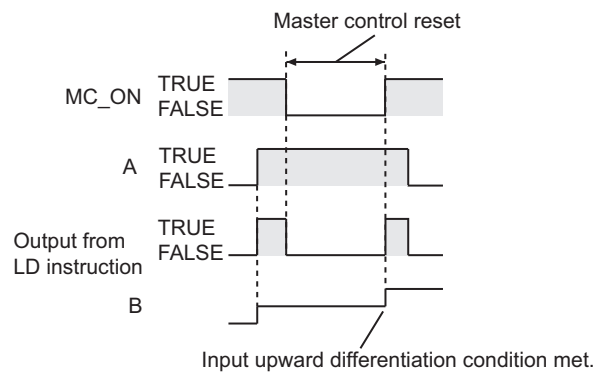 Master control reset
MC_ON
TRUE
FALSE
A
TRUE
FALSE
Output from
LD instruction
TRUE
FALSE
B
Input upward differentiation condition met.